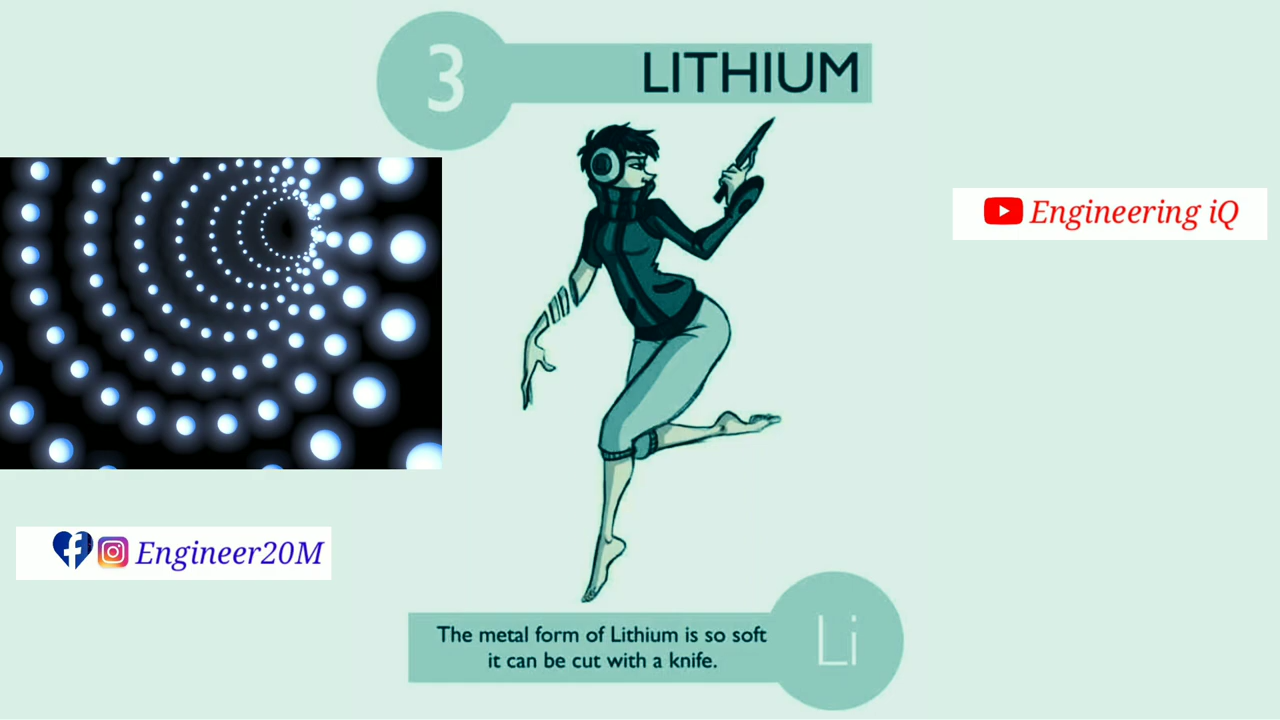 3
LITHIUM
Engineering iQ
Engineer20M
The metal form of Lithium is so soft
it can be cut with a knife.
Li